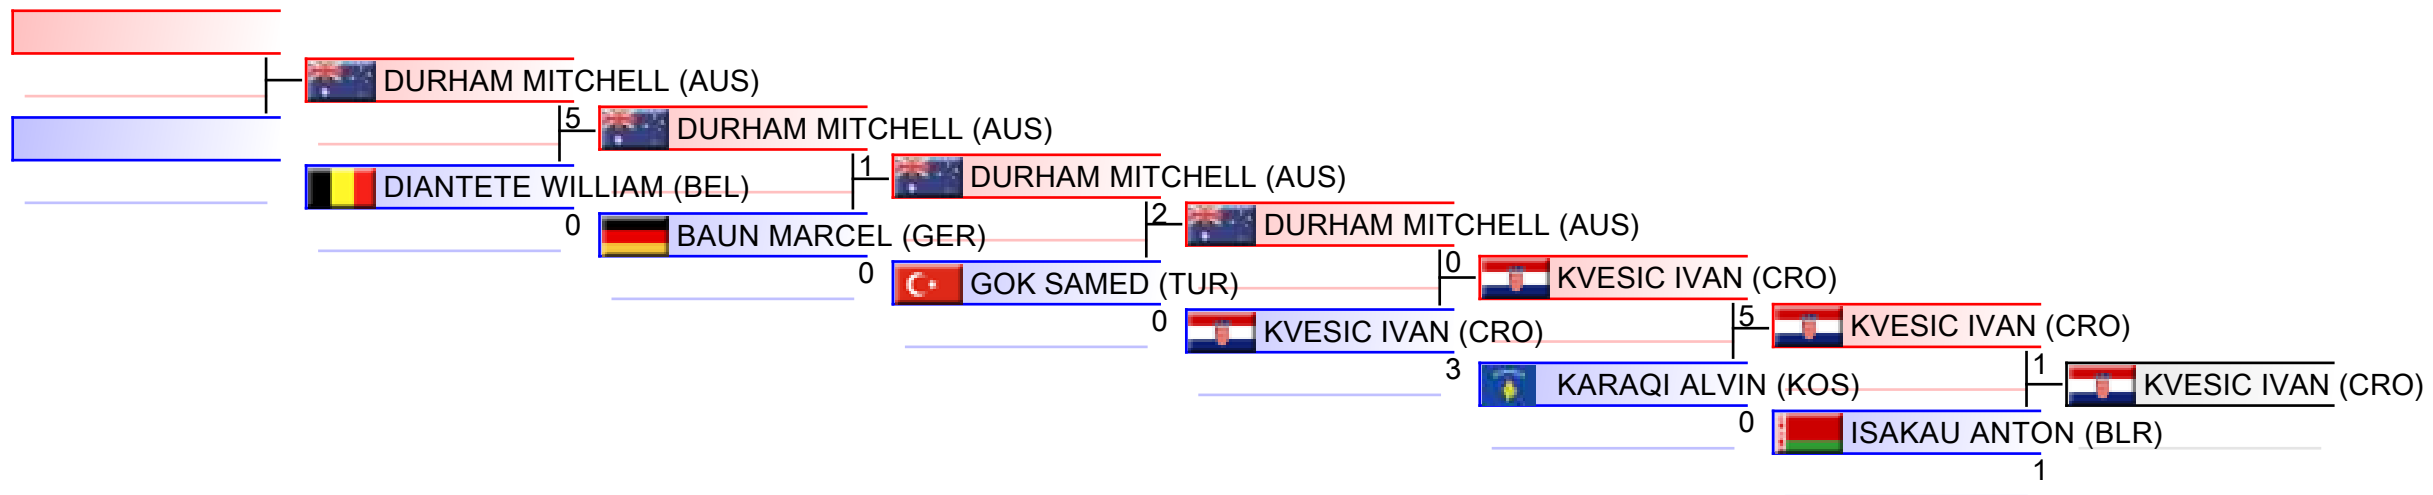 DURHAM MITCHELL (AUS)
5
DIANTETE WILLIAM (BEL)
0
DURHAM MITCHELL (AUS)
1
BAUN MARCEL (GER)
0
DURHAM MITCHELL (AUS)
2
GOK SAMED (TUR)
0
DURHAM MITCHELL (AUS)
0
KVESIC IVAN (CRO)
3
KVESIC IVAN (CRO)
5
KARAQI ALVIN (KOS)
0
KVESIC IVAN (CRO)
1
ISAKAU ANTON (BLR)
1
KVESIC IVAN (CRO)